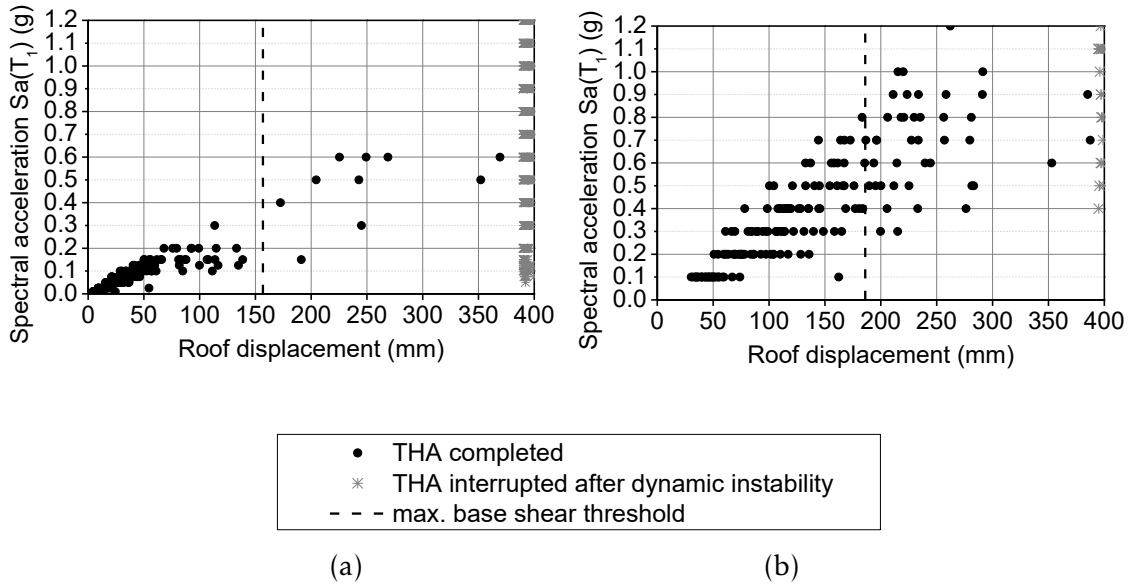 1.2
1.1
1.0
0.9
0.8
0.7
0.6
0.5
0.4
0.3
0.2
0.1
0.0
Spectral acceleration Sa(T1) (g)
0 50 100 150 200 250 300 350 400
Roof displacement (mm)
1.2
1.1
1.0
0.9
0.8
0.7
0.6
0.5
0.4
0.3
0.2
0.1
0.0
Spectral acceleration Sa(T1) (g)
0 50 100 150 200 250 300 350 400
Roof displacement (mm)
THA completed
THA interrupted after dynamic instability
max. base shear threshold
(a)
(b)